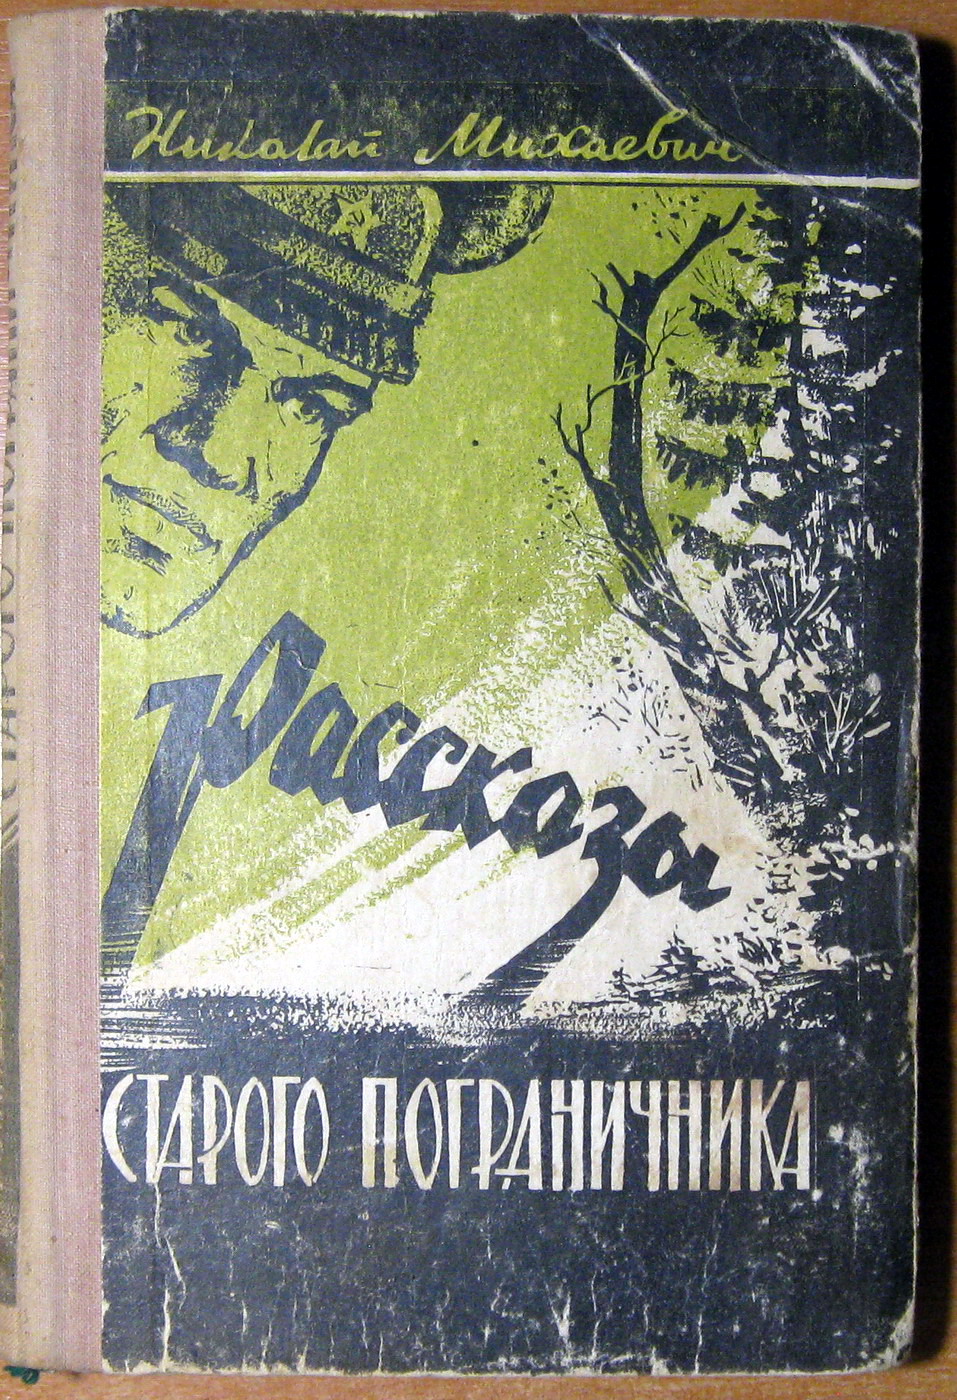 Николай Михаевич
Рассказы
СТАРОГО ПОГРАНИЧНИКА